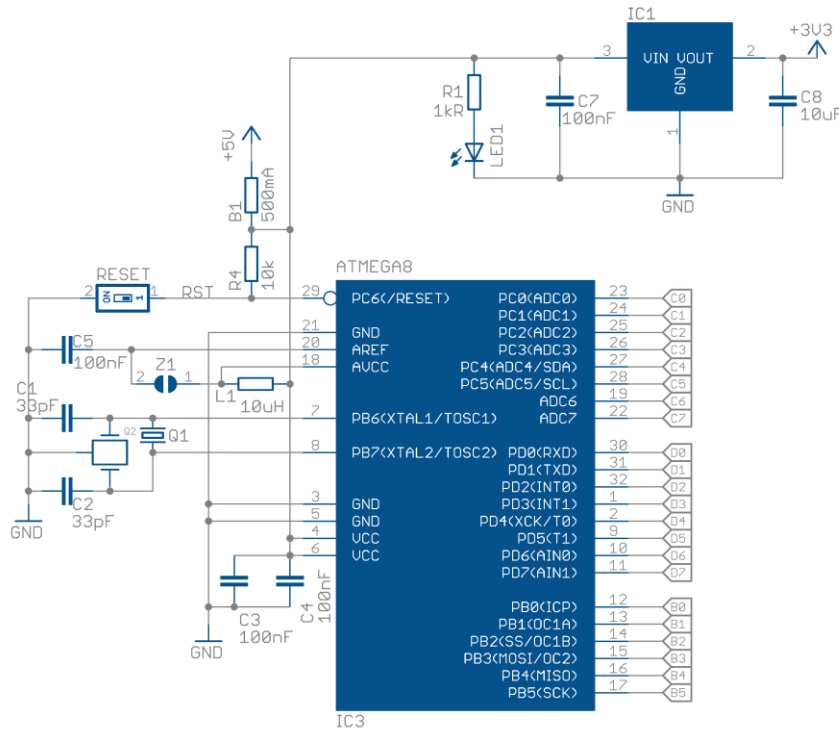 IC1
+3V3
3
VIN VOUT
2
GND
1
R1
1kR
LED1
C7
100nF
C8
10uF
GND
+5V
B1
500mA
R4
10k
RESET
2
ON
1
1
RST
C5
100nF
2
Z1
1
L1
10uH
C1
33pF
Q2
Q1
C2
33pF
GND
C3
100nF
C4
100nF
GND
ATMEGA8
29 PC6(/RESET)
21 GND
20 AREF
18 AVCC
7 PB6(XTAL1/TOSC1)
8 PB7(XTAL2/TOSC2)
3 GND
5 GND
4 VCC
6 VCC
PC0(ADC0) 23 C0
PC1(ADC1) 24 C1
PC2(ADC2) 25 C2
PC3(ADC3) 26 C3
PC4(ADC4/SDA) 27 C4
PC5(ADC5/SCL) 28 C5
ADC6 19 C6
ADC7 22 C7
PD0(RXD) 30 D0
PD1(TXD) 31 D1
PD2(INT0) 32 D2
PD3(INT1) 1 D3
PD4(XCK/T0) 2 D4
PD5(T1) 9 D5
PD6(AIN0) 10 D6
PD7(AIN1) 11 D7
PB0(ICP) 12 B0
PB1(OC1A) 13 B1
PB2(SS/OC1B) 14 B2
PB3(MOSI/OC2) 15 B3
PB4(MISO) 16 B4
PB5(SCK) 17 B5
IC3